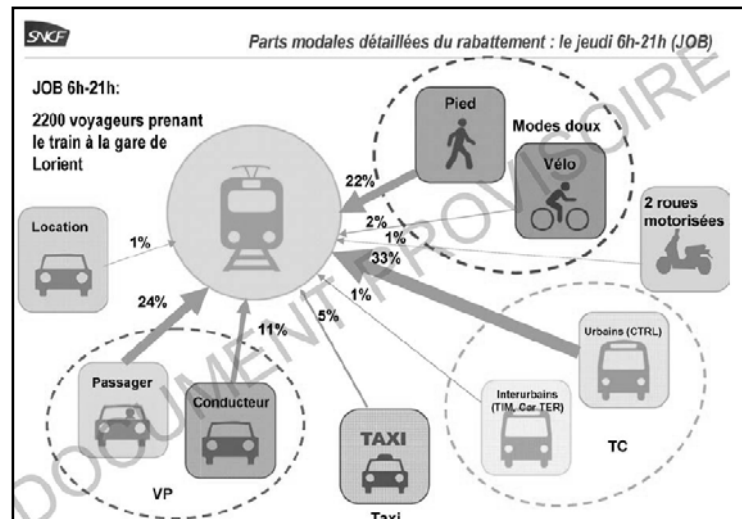 SNCF
Parts modales détaillées du rabattement : le jeudi 6h-21h (JOB)
JOB 6h-21h:
2200 voyageurs prenant
le train à la gare de
Lorient
Pied
Modes doux
Vélo
22%
2%
1%
33%
2 roues
motorisées
Location
1%
24%
11%
5%
1%
Urbains (CTRL)
Passager
Conducteur
Interurbains
(TIM, Car TER)
TAXI
TC
VP
Taxi
DOCUMENT PROVISOIRE